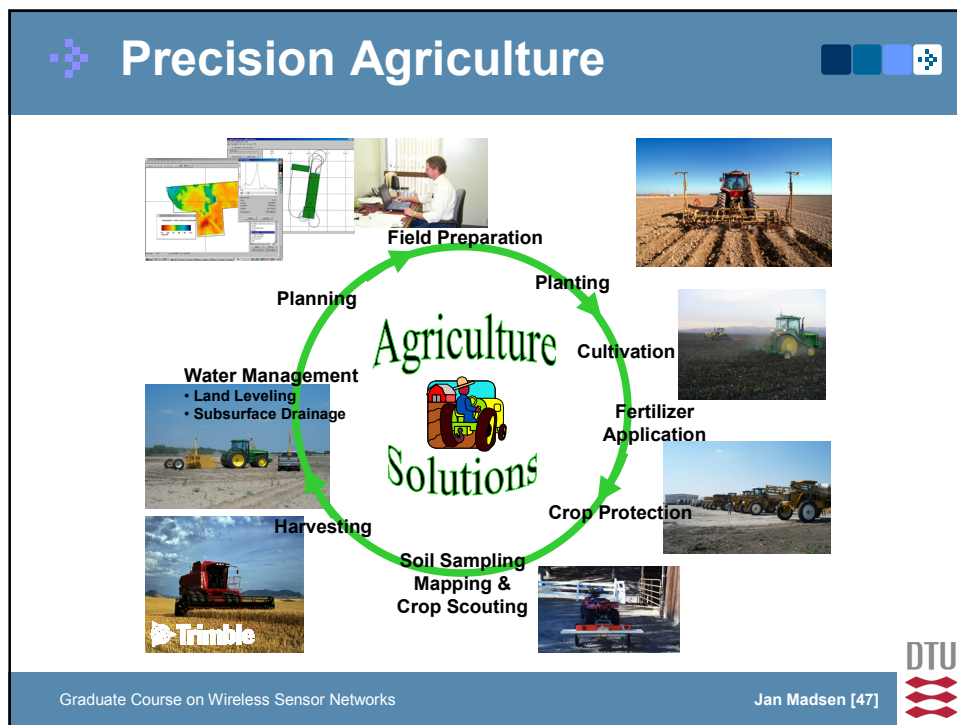 Precision Agriculture
Field Preparation
Planting
Planning
Agriculture
Cultivation
Water Management
• Land Leveling
• Subsurface Drainage
Fertilizer
Application
Solutions
Crop Protection
Harvesting
Soil Sampling
Mapping &
Crop Scouting
Trimble
DTU
Graduate Course on Wireless Sensor Networks
Jan Madsen [47]